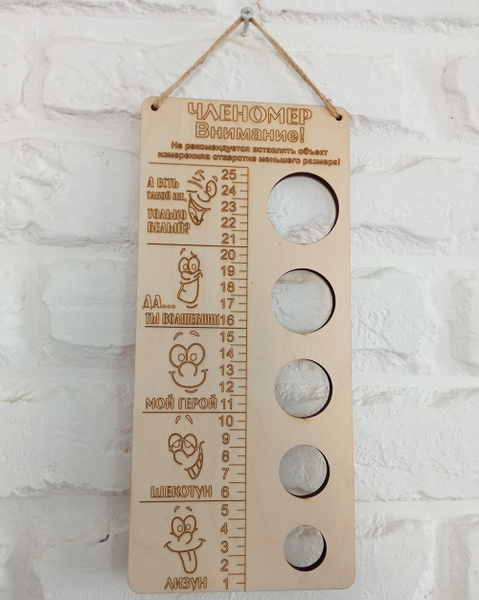 ЧЛЕНОМЕР
Внимание!
Не рекомендуется вставлять объект
измеренияв отверстие меньшего размера!
А ЕСТЬ
ТАКОЙ ЖЕ,
ТОЛЬКО
БЕЛЫЙ?
25
24
23
22
21
ДА...
ТЫ ВОЛШЕБНИК
20
19
18
17
16
МОЙ ГЕРОЙ
15
14
13
12
11
ЩЕКОТУН
10
9
8
7
6
ЛИЗУН
5
4
3
2
1